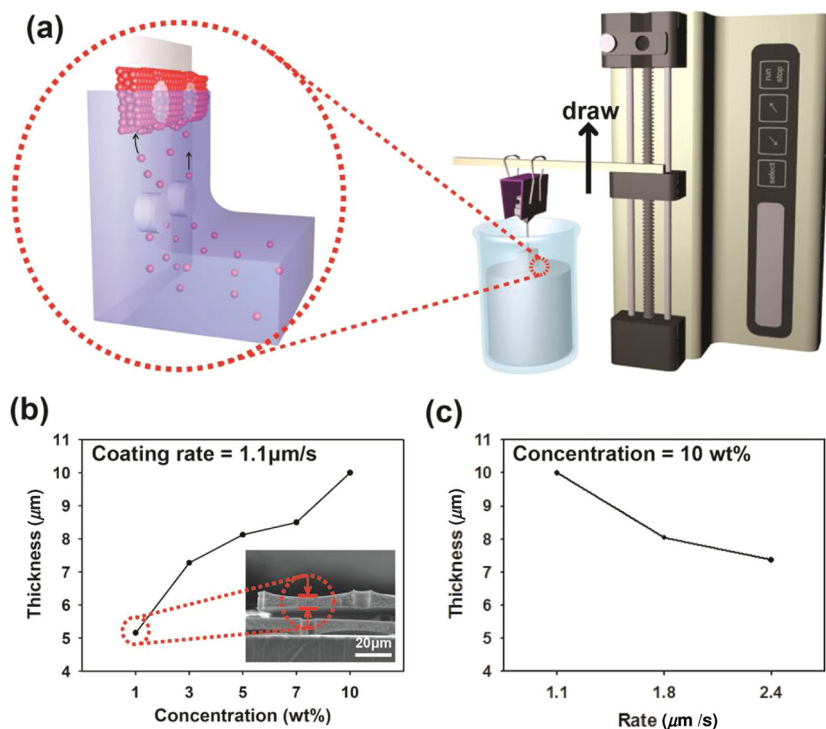 (a)
draw
run
stop
select
(b)
Coating rate = 1.1μm/s
Thickness (μm)
11
10
9
8
7
6
5
4
20μm
1
3
5
7
10
Concentration (wt%)
(c)
Concentration = 10 wt%
Thickness (μm)
11
10
9
8
7
6
5
4
1.1
1.8
2.4
Rate (μm /s)